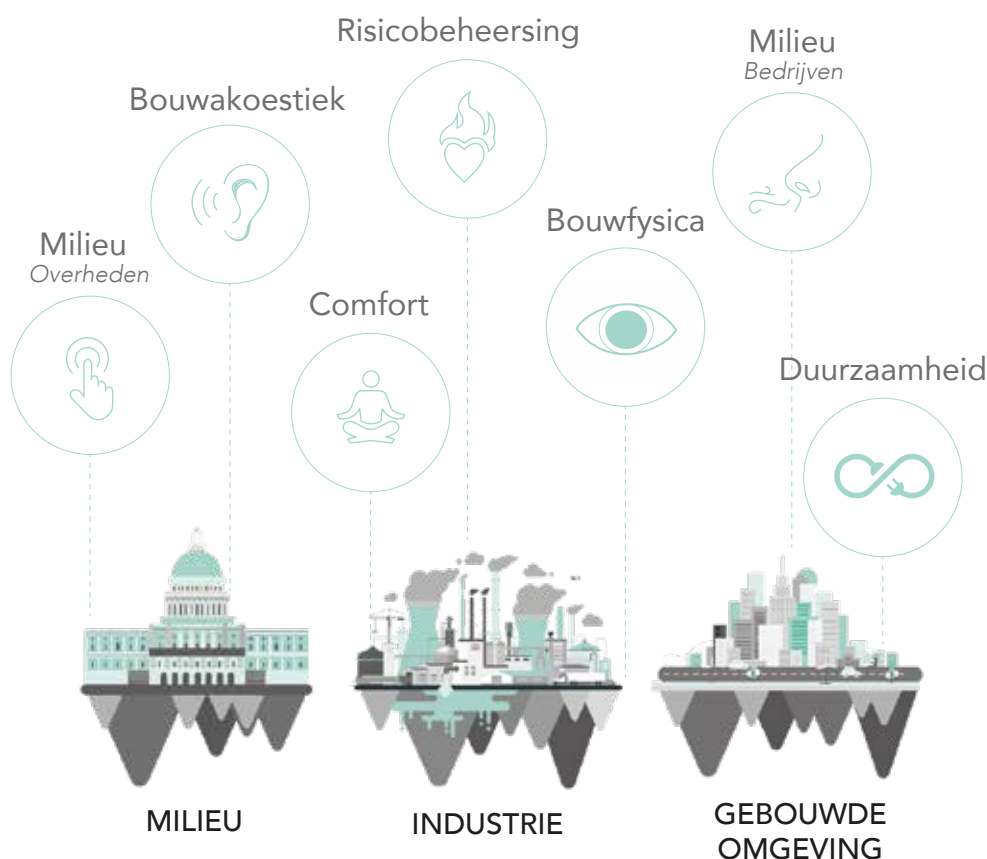 Risicobeheersing
Milieu
Bedrijven
Bouwakoestiek
Bouwfysica
Milieu
Overheden
Comfort
Duurzaamheid
MILIEU
INDUSTRIE
GEBOUWDE
OMGEVING